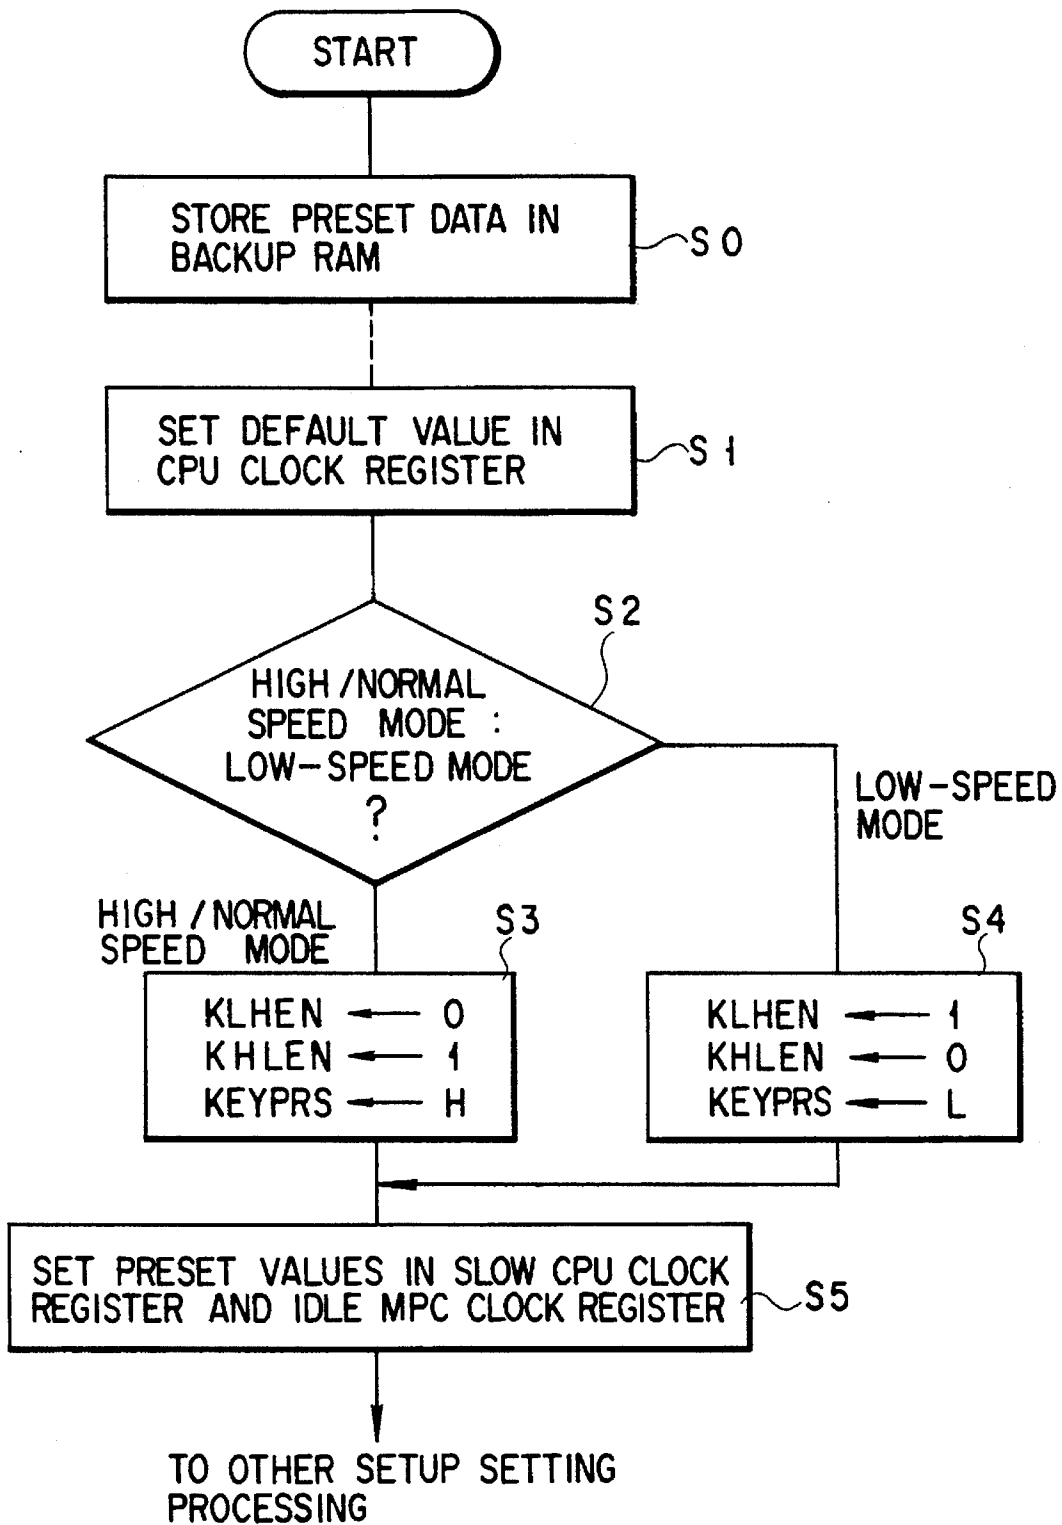 START
STORE PRESET DATA IN
BACKUP RAM
S0
SET DEFAULT VALUE IN
CPU CLOCK REGISTER
S1
S2
HIGH/NORMAL
SPEED MODE :
LOW-SPEED MODE
?
LOW-SPEED
MODE
HIGH/NORMAL
SPEED MODE
S3
KLHEN ← 0
KHLEN ← 1
KEYPRS ← H
S4
KLHEN ← 1
KHLEN ← 0
KEYPRS ← L
SET PRESET VALUES IN SLOW CPU CLOCK
REGISTER AND IDLE MPC CLOCK REGISTER
S5
TO OTHER SETUP SETTING
PROCESSING